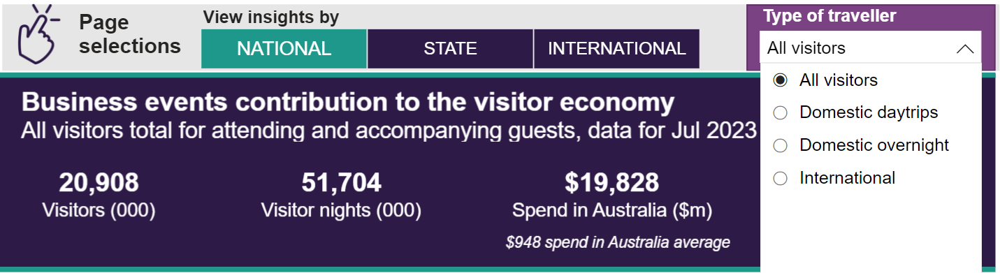 Page
selections
View insights by
NATIONAL
STATE
INTERNATIONAL
Type of traveller
All visitors
All visitors
Domestic daytrips
Domestic overnight
International
Business events contribution to the visitor economy
All visitors total for attending and accompanying guests, data for Jul 2023
20,908
Visitors (000)
51,704
Visitor nights (000)
$19,828
Spend in Australia ($m)
$948 spend in Australia average